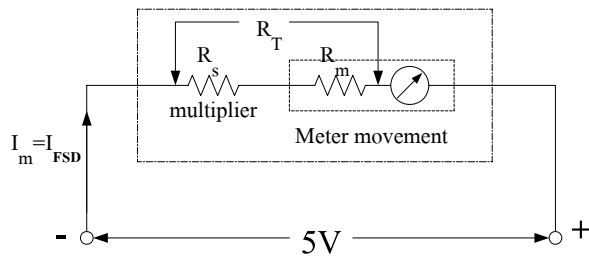 R_T
R_s R_m
multiplier
Meter movement
I_m=I_FSD
- 5V +